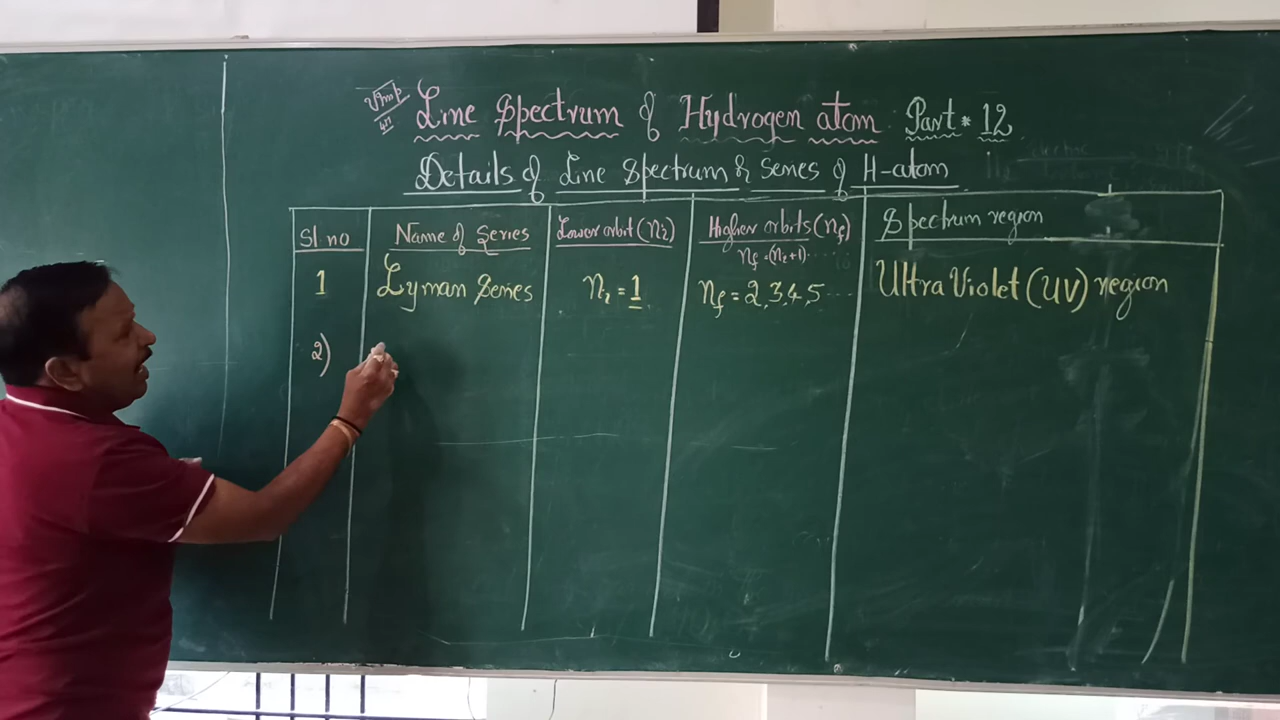 VImp
Line Spectrum of Hydrogen atom Part * 12
Details of Line Spectrum & Series of H-atom
Sl no Name of Series Lower orbit (n₂) Higher orbits (nf) Spectrum region
nf = (n₂+1)
1 Lyman Series n₂ = 1 nf = 2,3,4,5 Ultra Violet (UV) region
2)